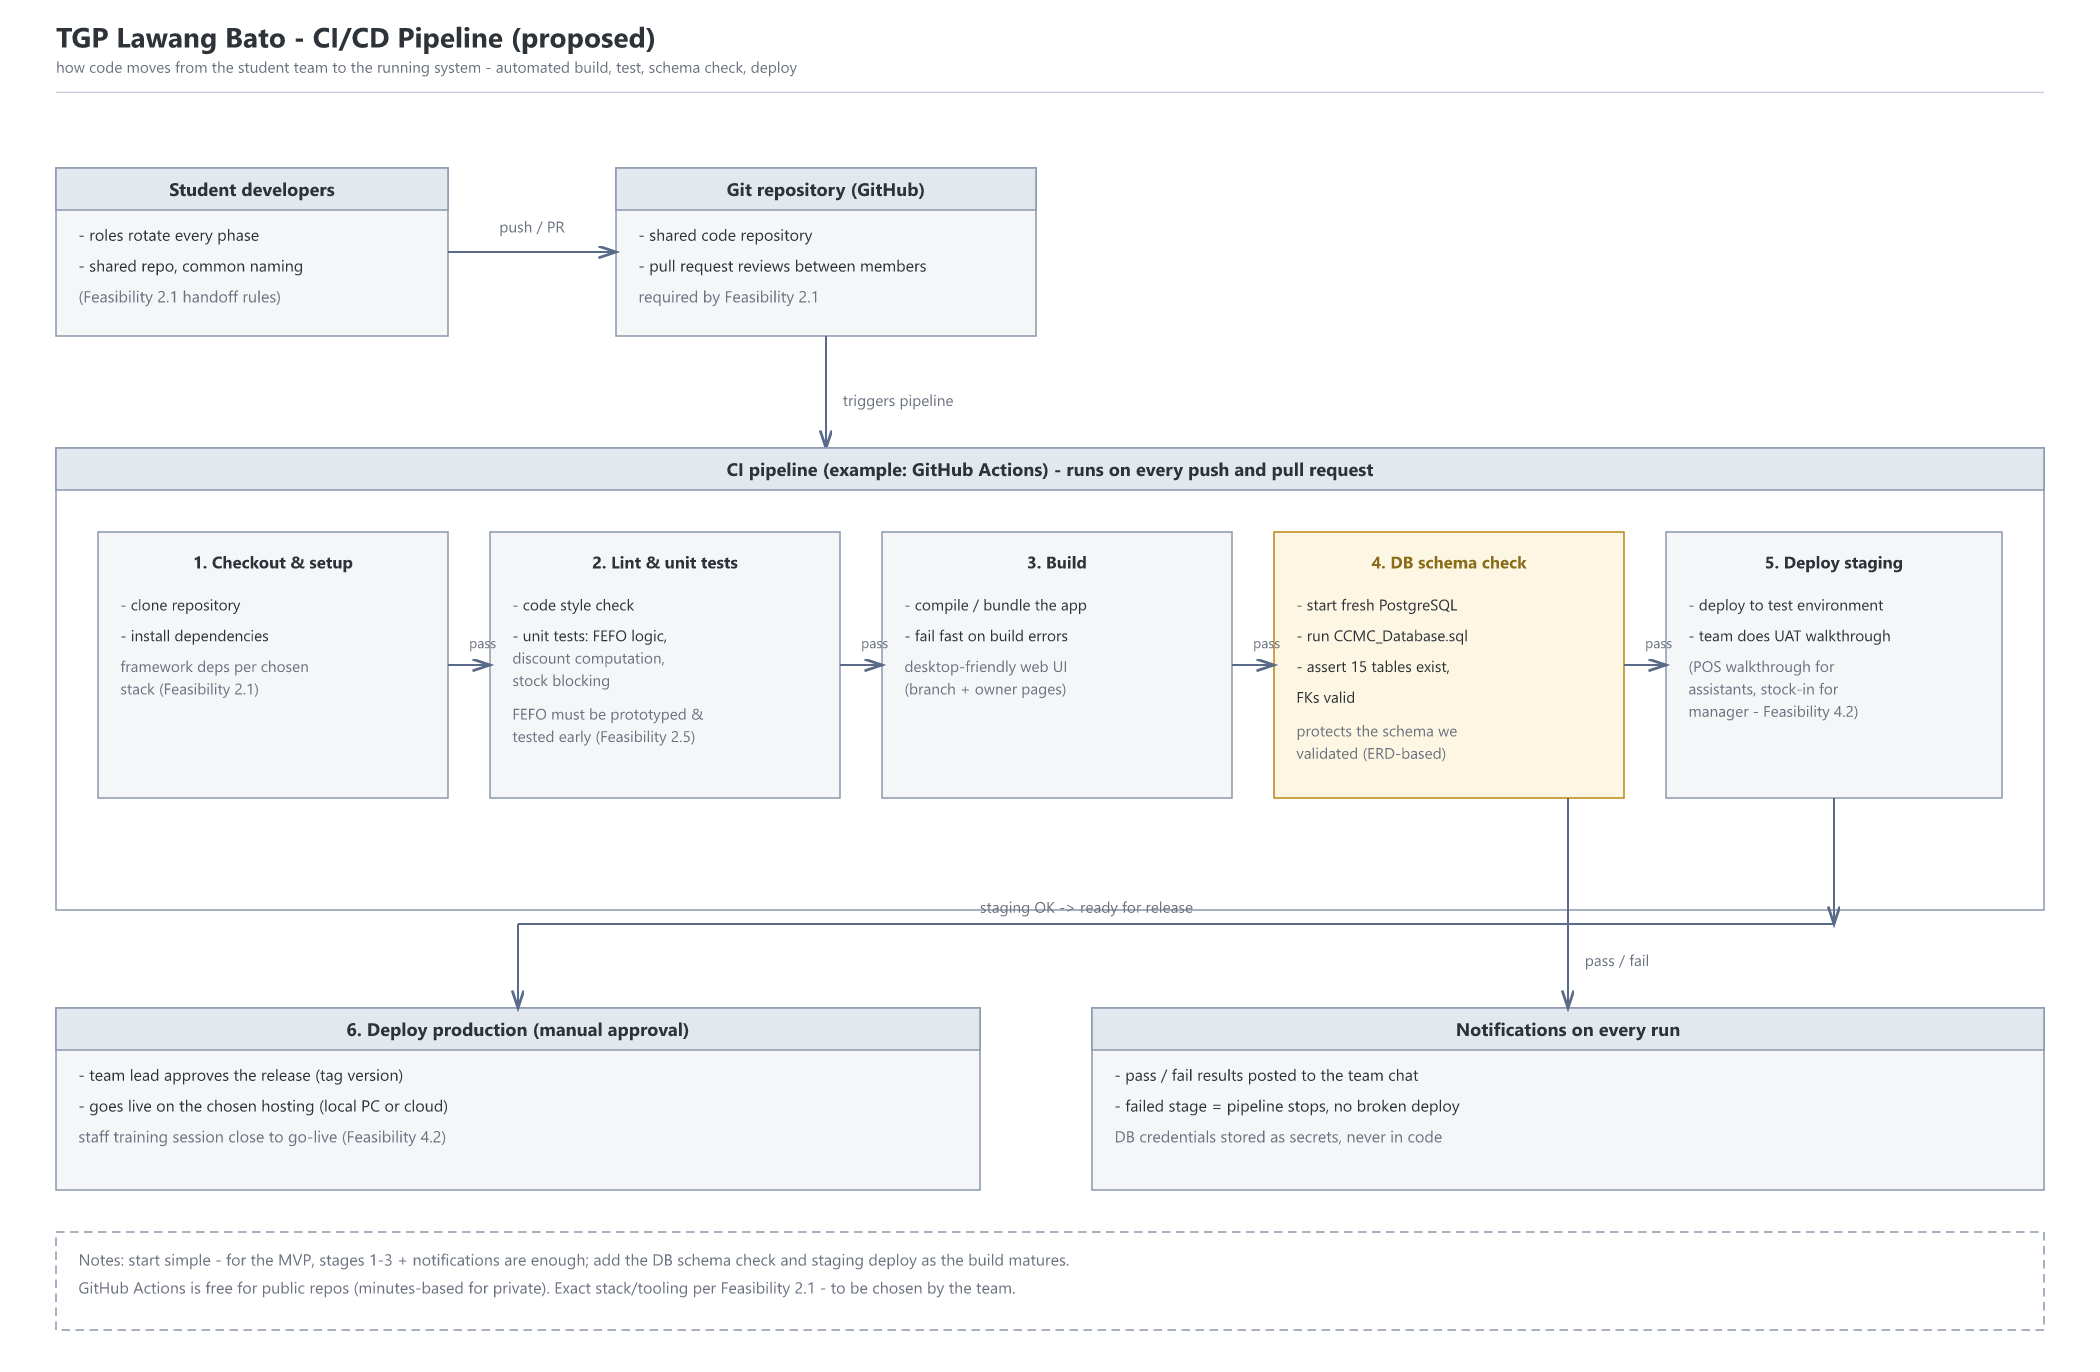 TGP Lawang Bato - CI/CD Pipeline (proposed)
how code moves from the student team to the running system - automated build, test, schema check, deploy
Student developers
- roles rotate every phase
- shared repo, common naming
(Feasibility 2.1 handoff rules)
push / PR
Git repository (GitHub)
- shared code repository
- pull request reviews between members
required by Feasibility 2.1
triggers pipeline
CI pipeline (example: GitHub Actions) - runs on every push and pull request
1. Checkout & setup
- clone repository
- install dependencies
framework deps per chosen
stack (Feasibility 2.1)
pass
2. Lint & unit tests
- code style check
- unit tests: FEFO logic,
discount computation,
stock blocking
FEFO must be prototyped &
tested early (Feasibility 2.5)
pass
3. Build
- compile / bundle the app
- fail fast on build errors
desktop-friendly web UI
(branch + owner pages)
pass
4. DB schema check
- start fresh PostgreSQL
- run CCMC_Database.sql
- assert 15 tables exist,
FKs valid
protects the schema we
validated (ERD-based)
pass
5. Deploy staging
- deploy to test environment
- team does UAT walkthrough
(POS walkthrough for
assistants, stock-in for
manager - Feasibility 4.2)
staging OK -> ready for release
pass / fail
6. Deploy production (manual approval)
- team lead approves the release (tag version)
- goes live on the chosen hosting (local PC or cloud)
staff training session close to go-live (Feasibility 4.2)
Notifications on every run
- pass / fail results posted to the team chat
- failed stage = pipeline stops, no broken deploy
DB credentials stored as secrets, never in code
Notes: start simple - for the MVP, stages 1-3 + notifications are enough; add the DB schema check and staging deploy as the build matures.
GitHub Actions is free for public repos (minutes-based for private). Exact stack/tooling per Feasibility 2.1 - to be chosen by the team.